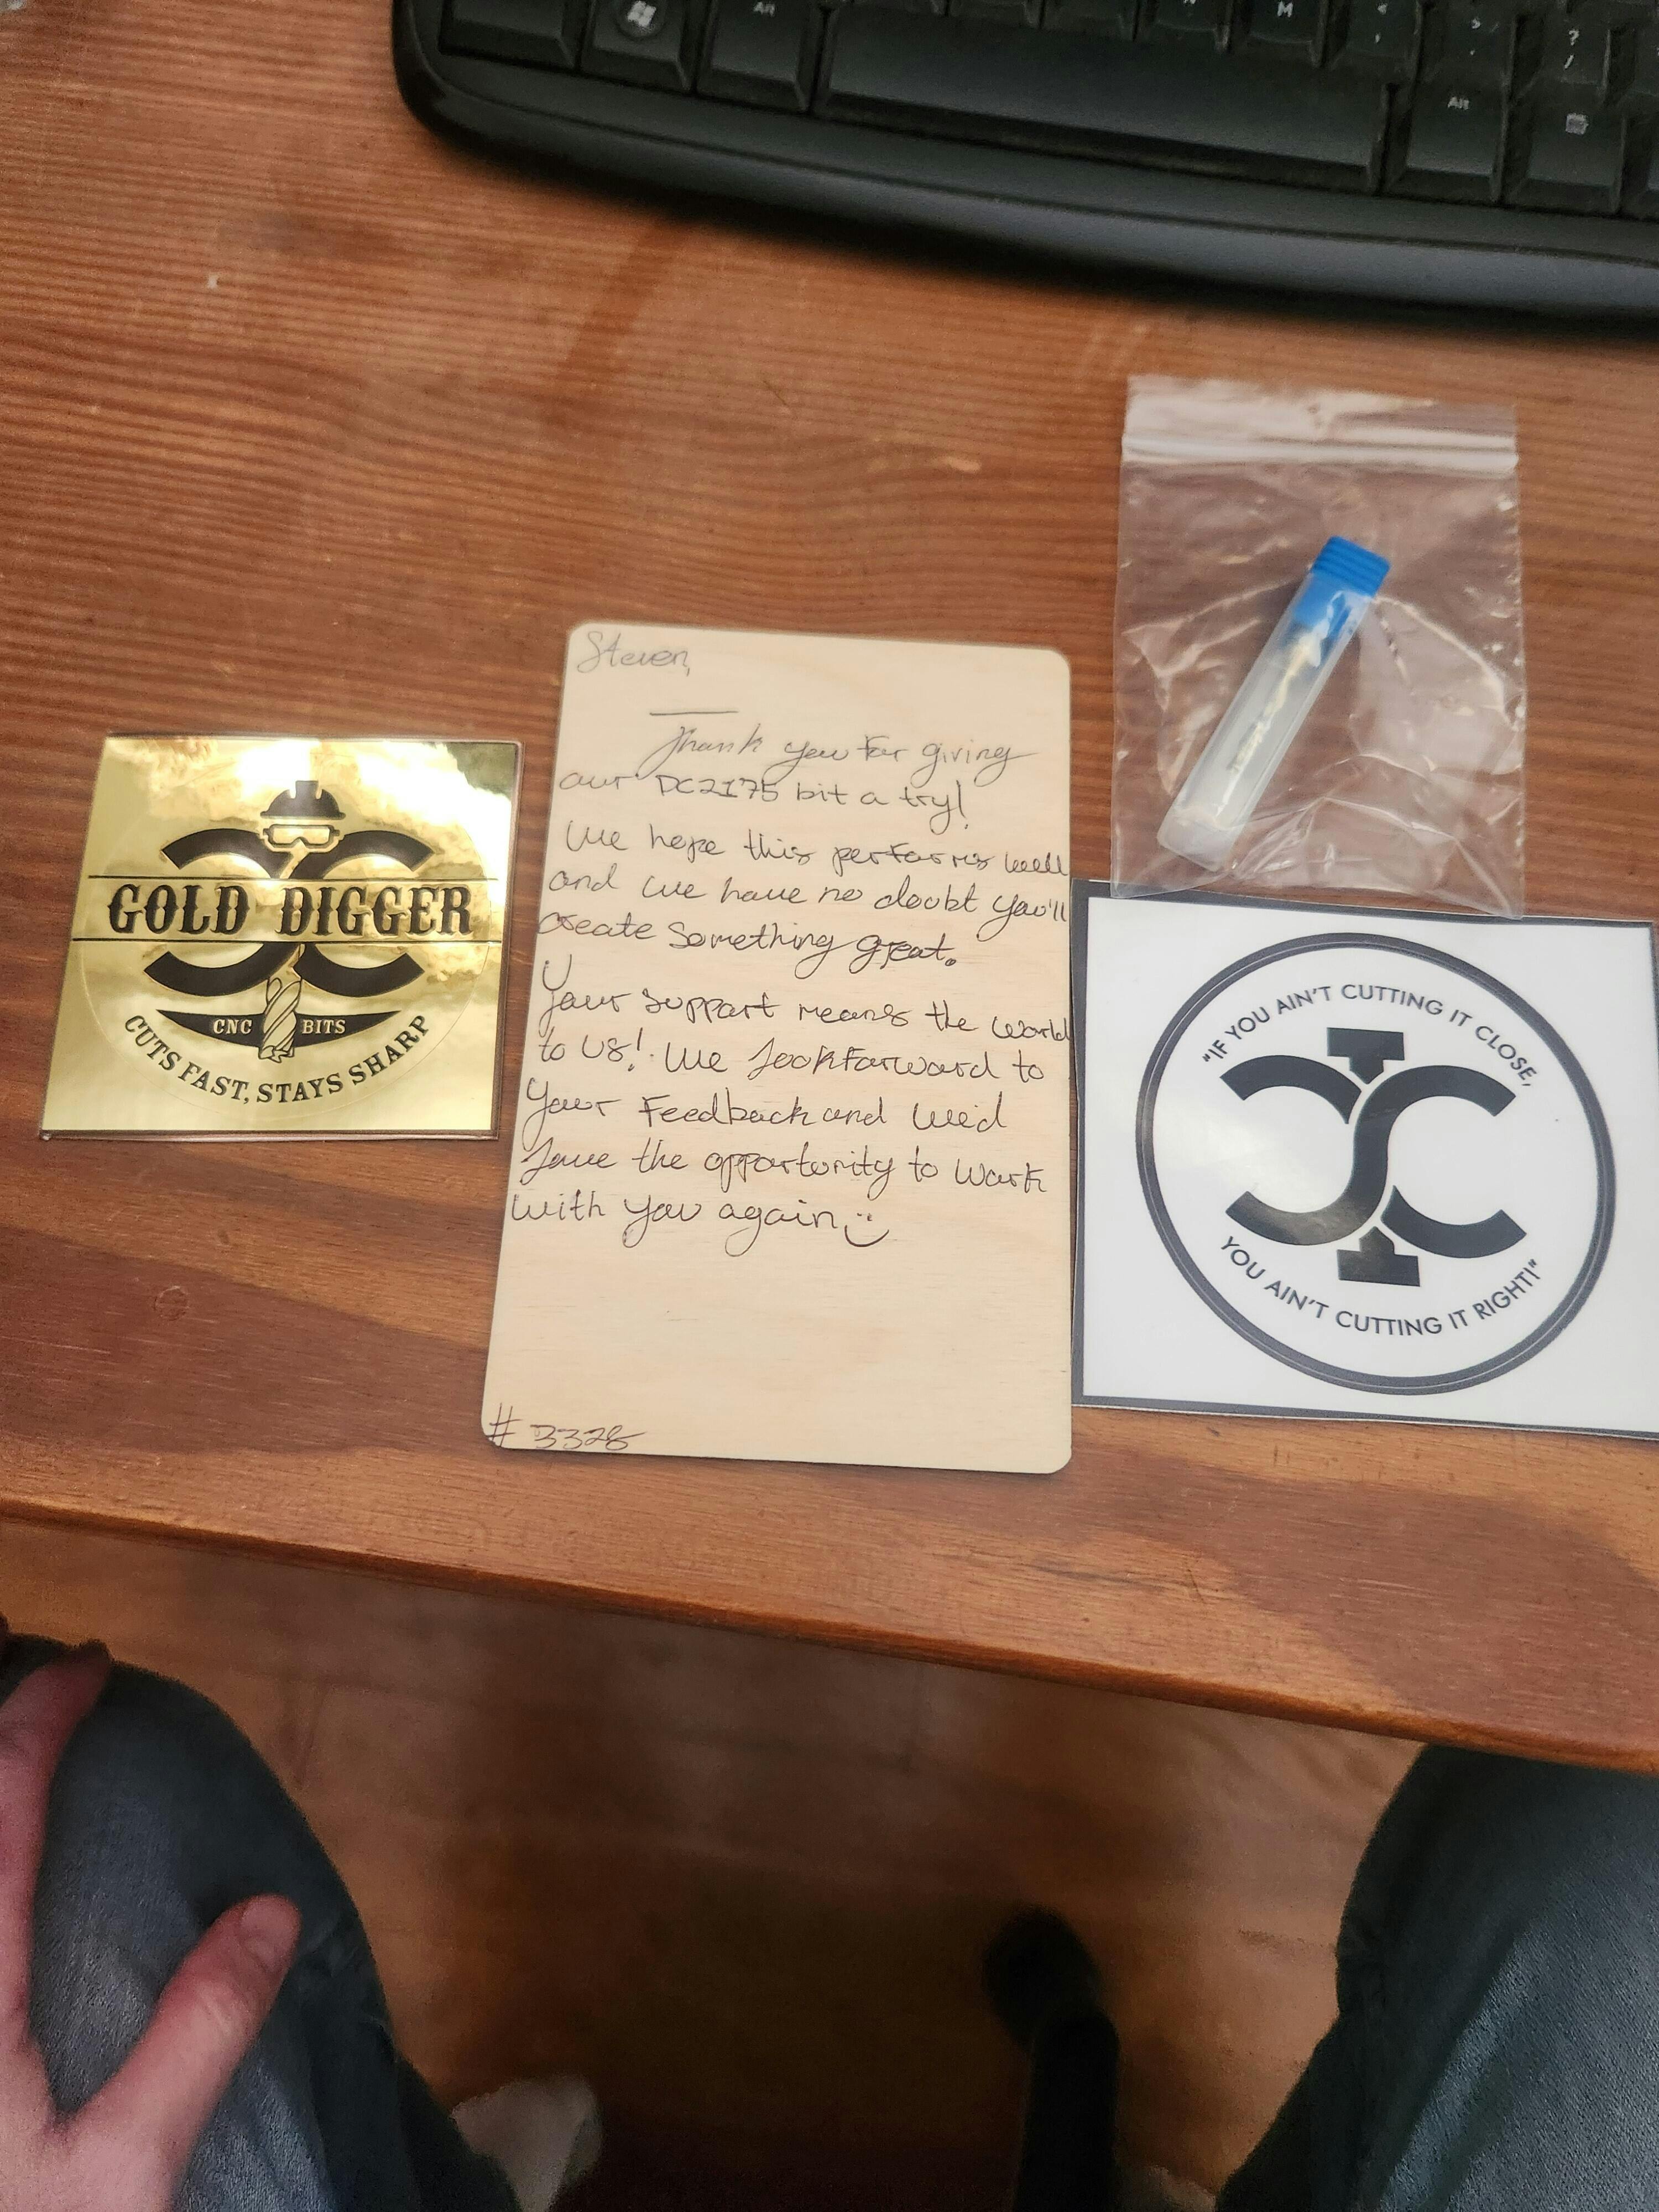 Alt
N
M
<
,
>
.
?
/
Alt
Steven,
Thank you for giving
our DC2175 bit a try!
We hope this performs well
and we have no doubt you'll
create something great.
Your support means the world
to us! We look forward to
your Feedback and we'd
love the opportunity to work
with you again
# 3328
GOLD DIGGER
CNC BITS
CUTS FAST, STAYS SHARP
"IF YOU AIN'T CUTTING IT CLOSE,
YOU AIN'T CUTTING IT RIGHT!"